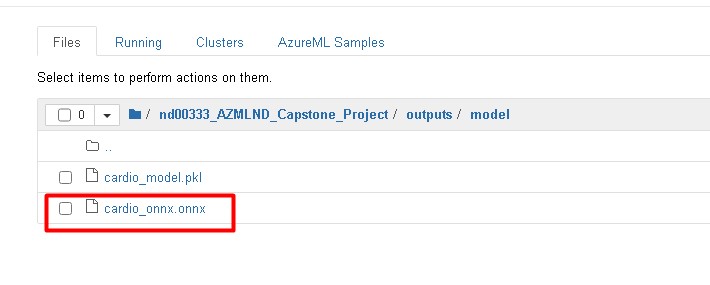 Files Running Clusters AzureML Samples
Select items to perform actions on them.
0 / nd00333_AZMLND_Capstone_Project / outputs / model
..
cardio_model.pkl
cardio_onnx.onnx